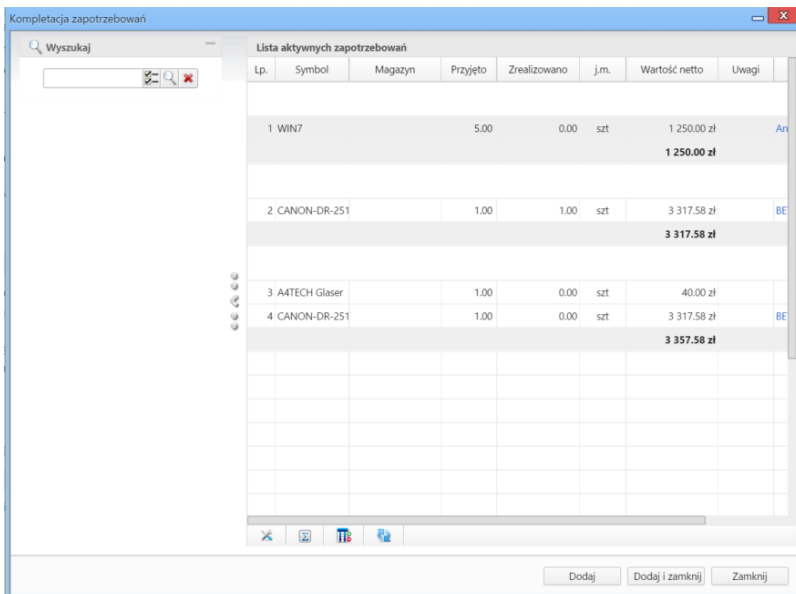 Kompletacja zapotrzebowań
Wyszukaj
Lista aktywnych zapotrzebowań
Lp. Symbol Magazyn Przyjęto Zrealizowano j.m. Wartość netto Uwagi
1 WIN7 5.00 0.00 szt 1 250.00 zł An
1 250.00 zł
2 CANON-DR-251 1.00 1.00 szt 3 317.58 zł BE
3 317.58 zł
3 A4TECH Glaser 1.00 0.00 szt 40.00 zł
4 CANON-DR-251 1.00 0.00 szt 3 317.58 zł BE
3 357.58 zł
Dodaj Dodaj i zamknij Zamknij